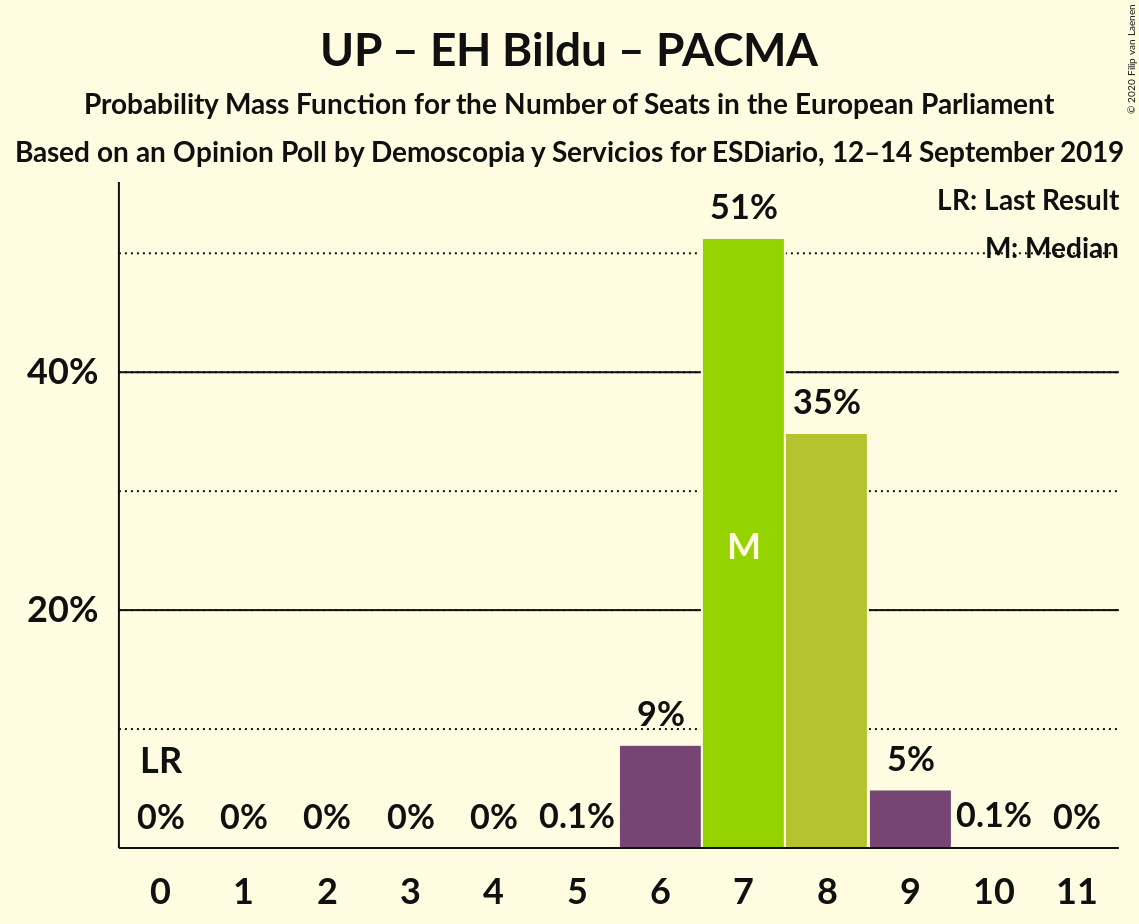 UP – EH Bildu – PACMA
Probability Mass Function for the Number of Seats in the European Parliament
Based on an Opinion Poll by Demoscopia y Servicios for ESDiario, 12–14 September 2019
© 2020 Filip van Laenen
LR: Last Result
M: Median
51%
40%
35%
M
20%
9%
LR
5%
0% 0% 0% 0% 0% 0.1% 0.1% 0%
0 1 2 3 4 5 6 7 8 9 10 11